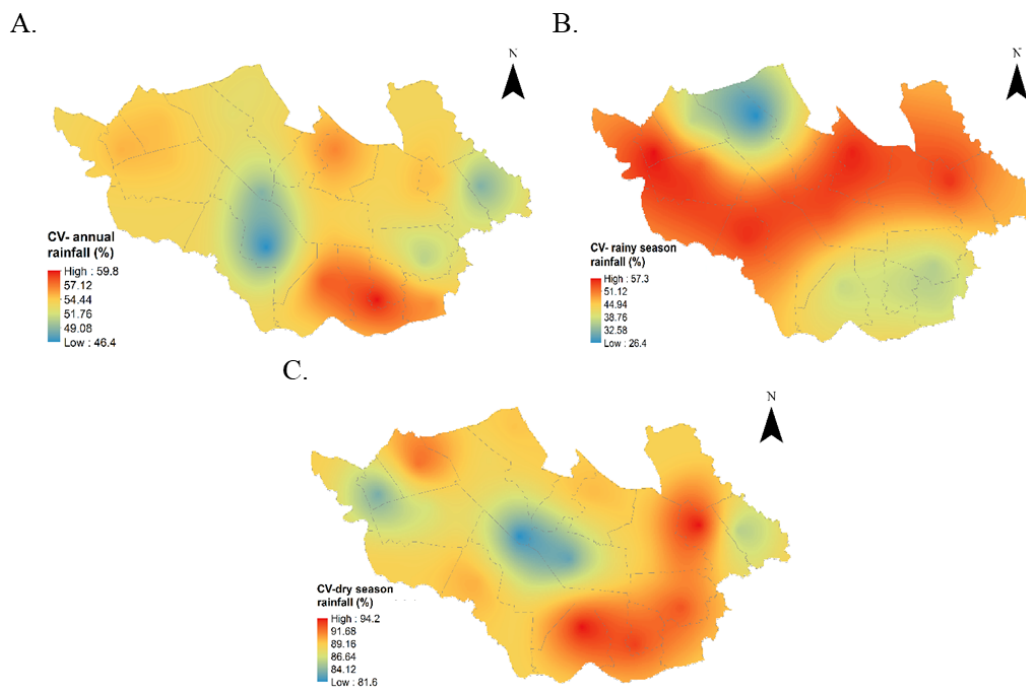 A.
N
CV- annual
rainfall (%)
High : 59.8
57.12
54.44
51.76
49.08
Low : 46.4
B.
N
CV- rainy season
rainfall (%)
High : 57.3
51.12
44.94
38.76
32.58
Low : 26.4
C.
N
CV-dry season
rainfall (%)
High : 94.2
91.68
89.16
86.64
84.12
Low : 81.6